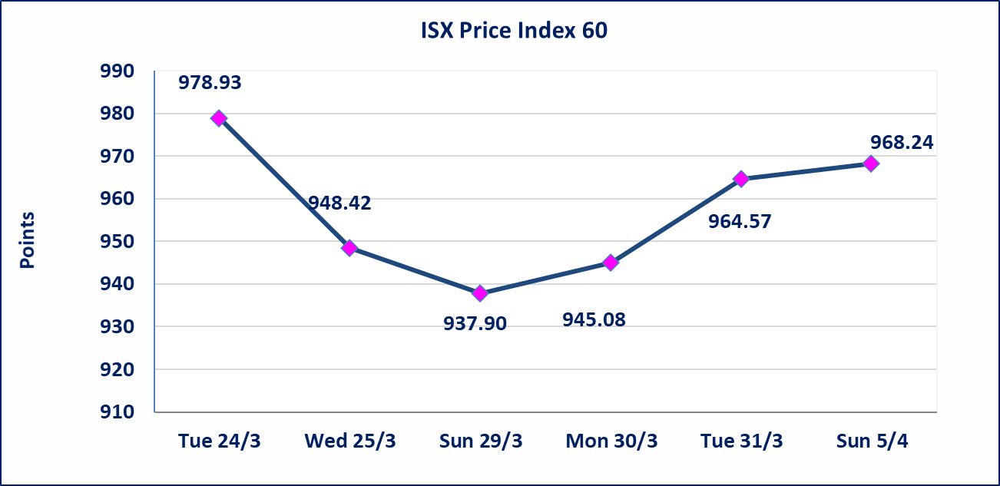 ISX Price Index 60
990
980
970
960
950
940
930
920
910
Points
978.93
948.42
937.90
945.08
964.57
968.24
Tue 24/3
Wed 25/3
Sun 29/3
Mon 30/3
Tue 31/3
Sun 5/4